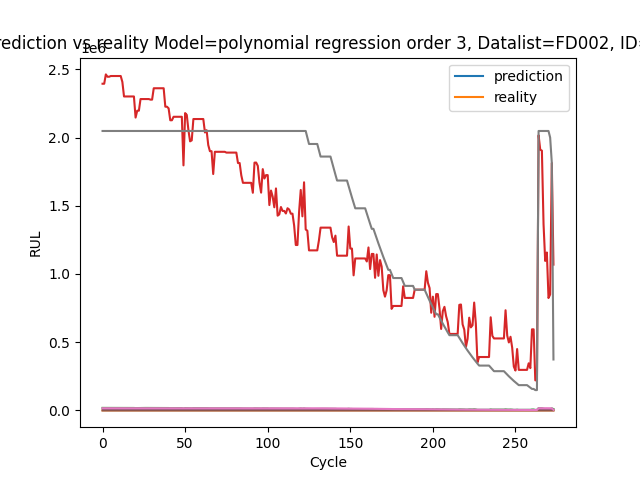 rediction vs reality Model=polynomial regression order 3, Datalist=FD002, ID=
1e6
prediction
reality
2.5
2.0
1.5
1.0
0.5
0.0
RUL
0 50 100 150 200 250
Cycle